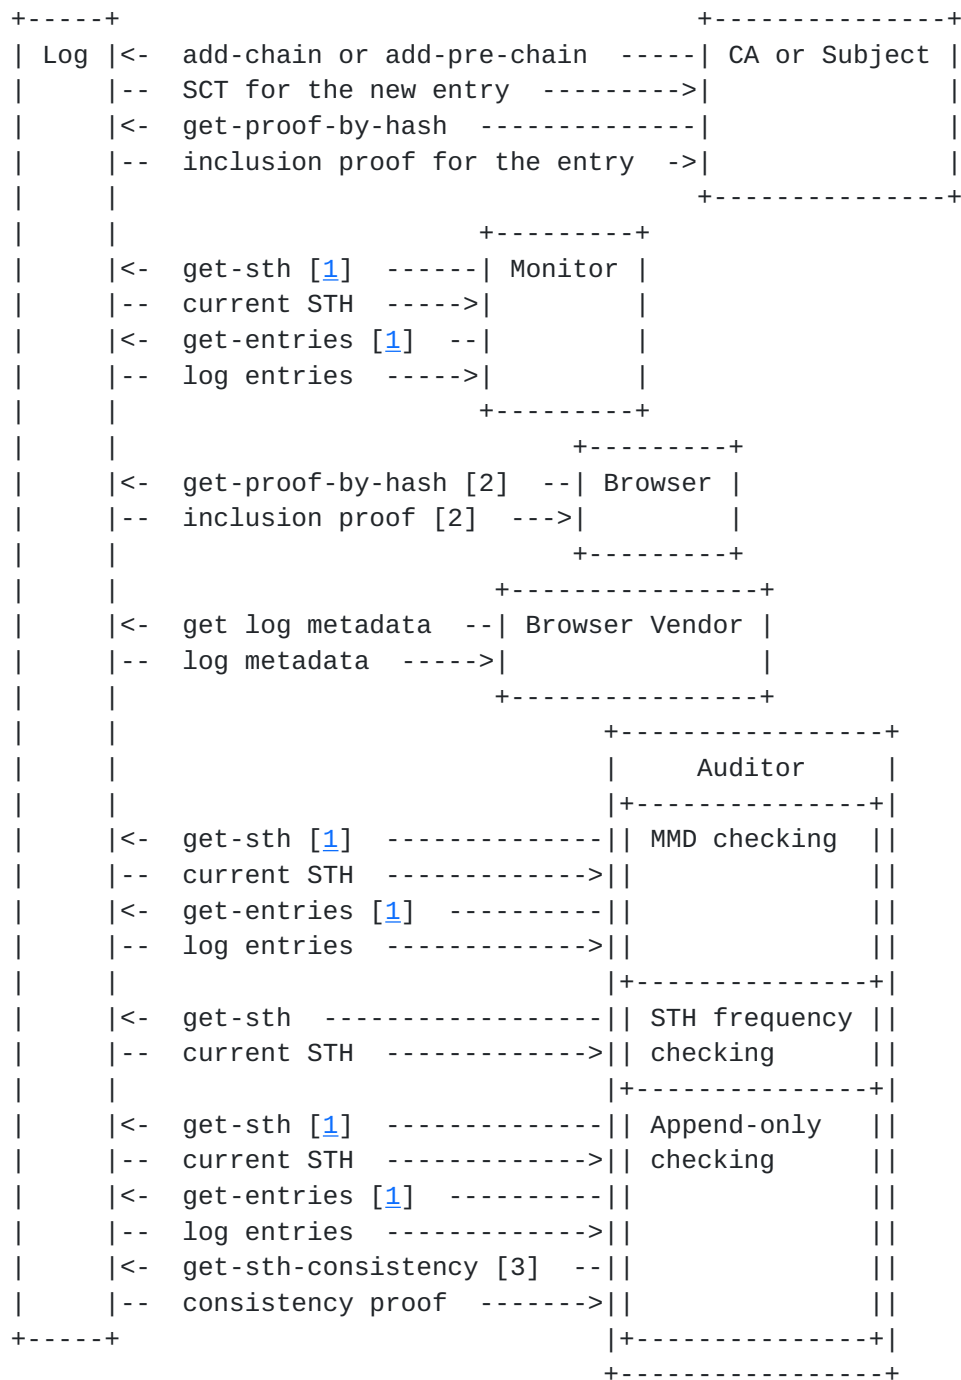 +-----+                                     +---------------+
| Log |<-  add-chain or add-pre-chain  -----| CA or Subject |
|     |--  SCT for the new entry  --------->|               |
|     |<-  get-proof-by-hash  --------------|               |
|     |--  inclusion proof for the entry  ->|               |
|     |                                     +---------------+
|     |                       +---------+
|     |<-  get-sth [1]  ------| Monitor |
|     |--  current STH  ----->|         |
|     |<-  get-entries [1]  --|         |
|     |--  log entries  ----->|         |
|     |                       +---------+
|     |                             +---------+
|     |<-  get-proof-by-hash [2]  --| Browser |
|     |--  inclusion proof [2]  --->|         |
|     |                             +---------+
|     |                        +----------------+
|     |<-  get log metadata  --| Browser Vendor |
|     |--  log metadata  ----->|                |
|     |                        +----------------+
|     |                               +-----------------+
|     |                               |     Auditor     |
|     |                               |+---------------+|
|     |<-  get-sth [1]  --------------|| MMD checking  ||
|     |--  current STH  ------------->||               ||
|     |<-  get-entries [1]  ----------||               ||
|     |--  log entries  ------------->||               ||
|     |                               |+---------------+|
|     |<-  get-sth  ------------------|| STH frequency ||
|     |--  current STH  ------------->|| checking      ||
|     |                               |+---------------+|
|     |<-  get-sth [1]  --------------|| Append-only   ||
|     |--  current STH  ------------->|| checking      ||
|     |<-  get-entries [1]  ----------||               ||
|     |--  log entries  ------------->||               ||
|     |<-  get-sth-consistency [3]  --||               ||
|     |--  consistency proof  ------->||               ||
+-----+                               |+---------------+|
                                      +-----------------+